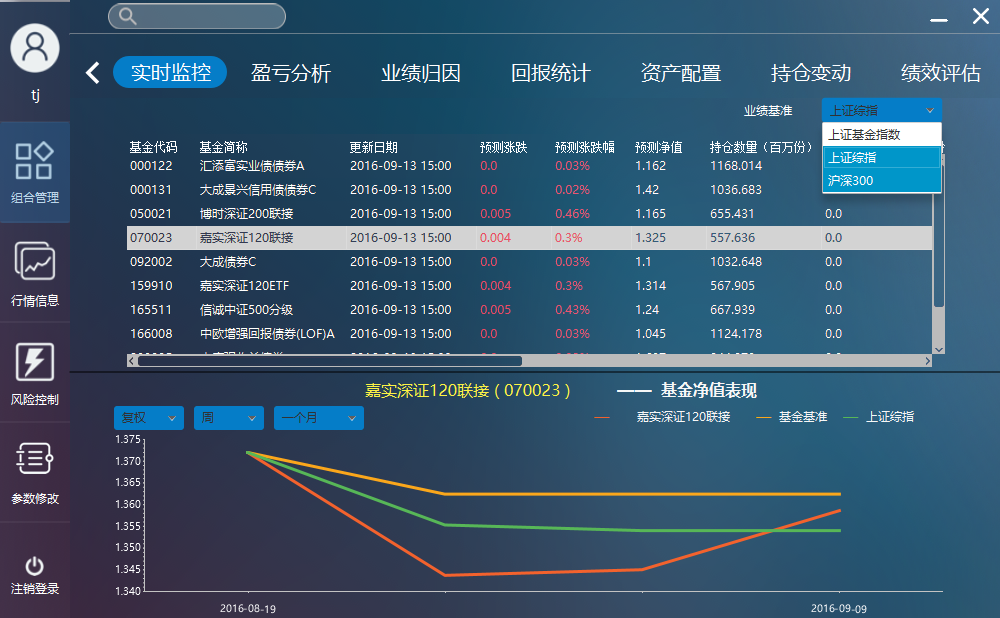 tj
组合管理
行情信息
风险控制
参数修改
注销登录
实时监控 盈亏分析 业绩归因 回报统计 资产配置 持仓变动 绩效评估
业绩基准 上证综指
上证基金指数
上证综指
沪深300
基金代码 基金简称 更新日期 预测涨跌 预测涨跌幅 预测净值 持仓数量（百万份）
000122 汇添富实业债债券A 2016-09-13 15:00 0.0 0.03% 1.162 1168.014
000131 大成景兴信用债债券C 2016-09-13 15:00 0.0 0.02% 1.42 1036.683
050021 博时深证200联接 2016-09-13 15:00 0.005 0.46% 1.165 655.431 0.0
070023 嘉实深证120联接 2016-09-13 15:00 0.004 0.3% 1.325 557.636 0.0
092002 大成债券C 2016-09-13 15:00 0.0 0.03% 1.1 1032.648 0.0
159910 嘉实深证120ETF 2016-09-13 15:00 0.004 0.3% 1.314 567.905 0.0
165511 信诚中证500分级 2016-09-13 15:00 0.005 0.43% 1.24 667.939 0.0
166008 中欧增强回报债券(LOF)A 2016-09-13 15:00 0.0 0.03% 1.045 1124.178 0.0
嘉实深证120联接（070023） —— 基金净值表现
复权 周 一个月
嘉实深证120联接 基金基准 上证综指
1.375
1.370
1.365
1.360
1.355
1.350
1.345
1.340
2016-08-19 2016-09-09